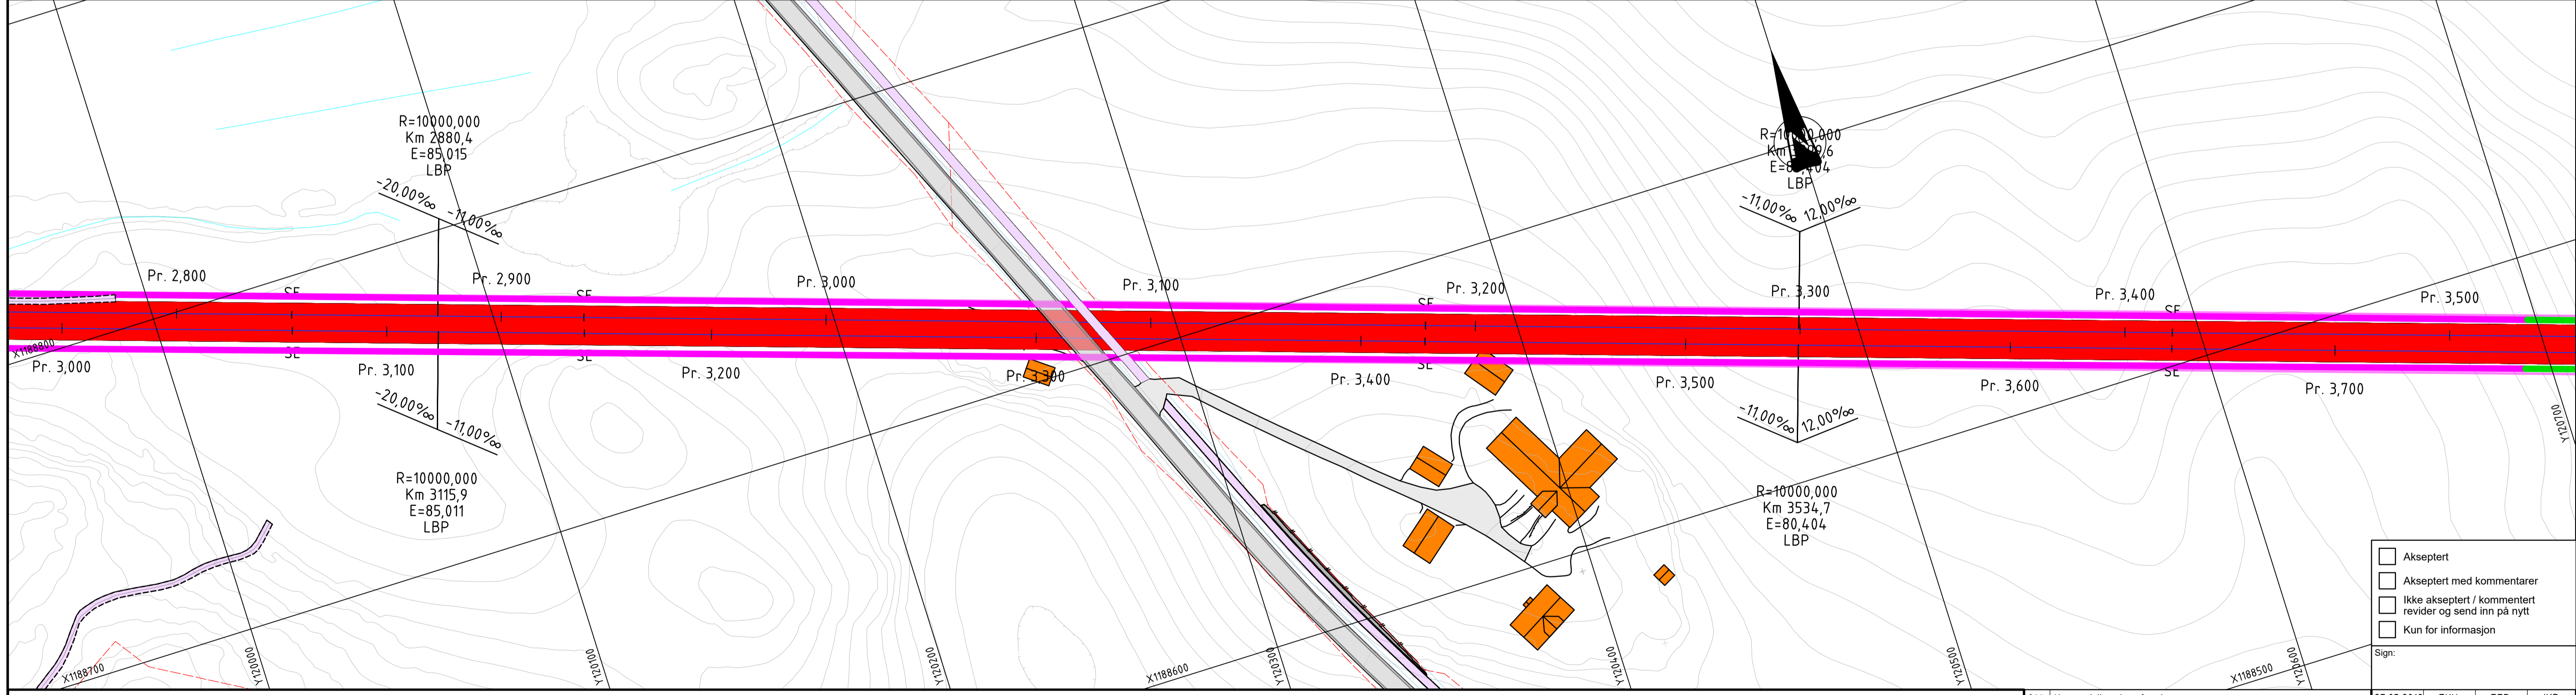 R=10000,000
Km 2880,4
E=85,015
LBP
-20,00‰
-11,00‰
LBP
-11,00‰
12,00‰
Pr. 2,800
Pr. 2,900
Pr. 3,000
Pr. 3,100
Pr. 3,200
Pr. 3,300
Pr. 3,400
Pr. 3,500
SE
SE
SE
SE
SE
SE
SE
SE
X1188800
Pr. 3,000
Pr. 3,100
Pr. 3,200
Pr. 3,300
Pr. 3,400
Pr. 3,500
Pr. 3,600
Pr. 3,700
-20,00‰
-11,00‰
R=10000,000
Km 3115,9
E=85,011
LBP
-11,00‰
12,00‰
R=10000,000
Km 3534,7
E=80,404
LBP
Y120700
X1188700
Y120000
Y120100
Y120200
X1188600
Y120300
Y120400
Y120500
X1188500
Y120600
Akseptert
Akseptert med kommentarer
Ikke akseptert / kommentert
revider og send inn på nytt
Kun for informasjon
Sign: